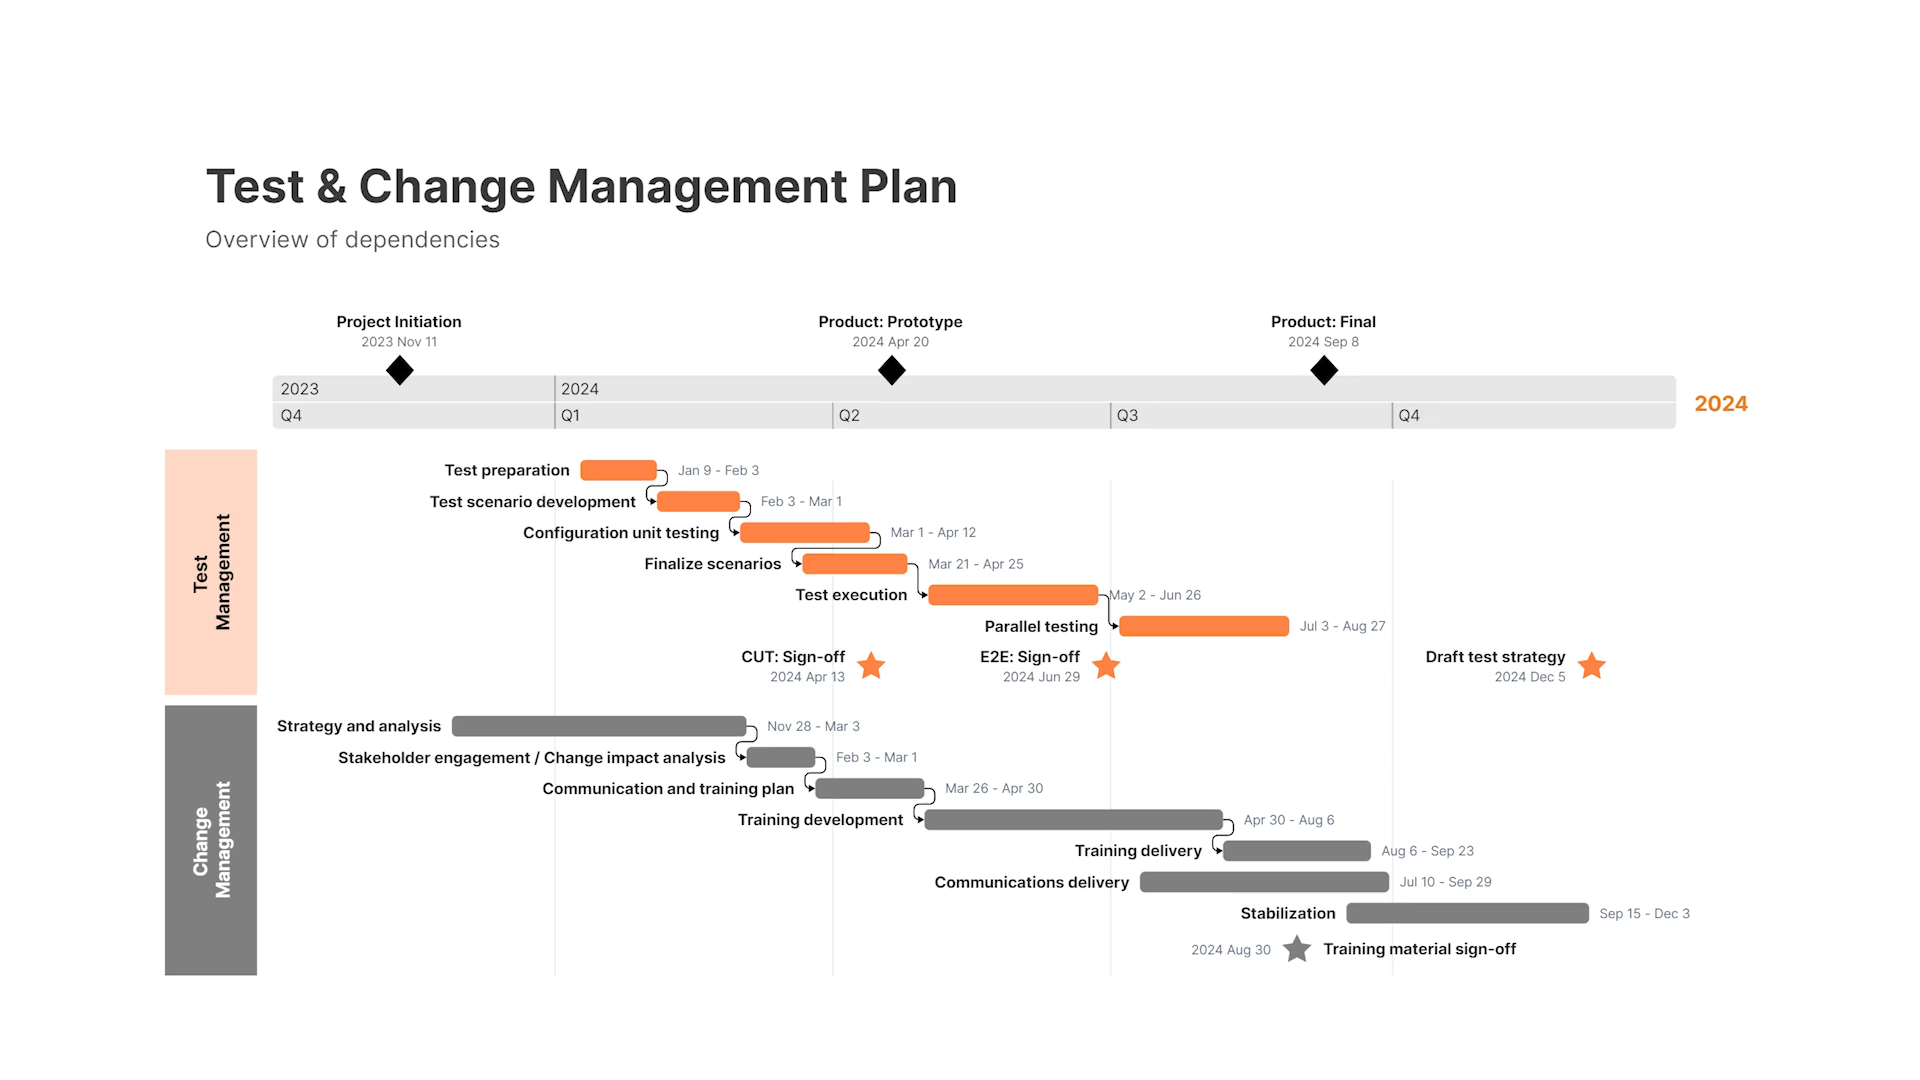 Test & Change Management Plan
Overview of dependencies
Project Initiation
2023 Nov 11
Product: Prototype
2024 Apr 20
Product: Final
2024 Sep 8
2023
2024
Q4
Q1
Q2
Q3
Q4
2024
Test
Management
Test preparation
Jan 9 - Feb 3
Test scenario development
Feb 3 - Mar 1
Configuration unit testing
Mar 1 - Apr 12
Finalize scenarios
Mar 21 - Apr 25
Test execution
May 2 - Jun 26
Parallel testing
Jul 3 - Aug 27
CUT: Sign-off
2024 Apr 13
E2E: Sign-off
2024 Jun 29
Draft test strategy
2024 Dec 5
Change
Management
Strategy and analysis
Nov 28 - Mar 3
Stakeholder engagement / Change impact analysis
Feb 3 - Mar 1
Communication and training plan
Mar 26 - Apr 30
Training development
Apr 30 - Aug 6
Training delivery
Aug 6 - Sep 23
Communications delivery
Jul 10 - Sep 29
Stabilization
Sep 15 - Dec 3
2024 Aug 30
Training material sign-off